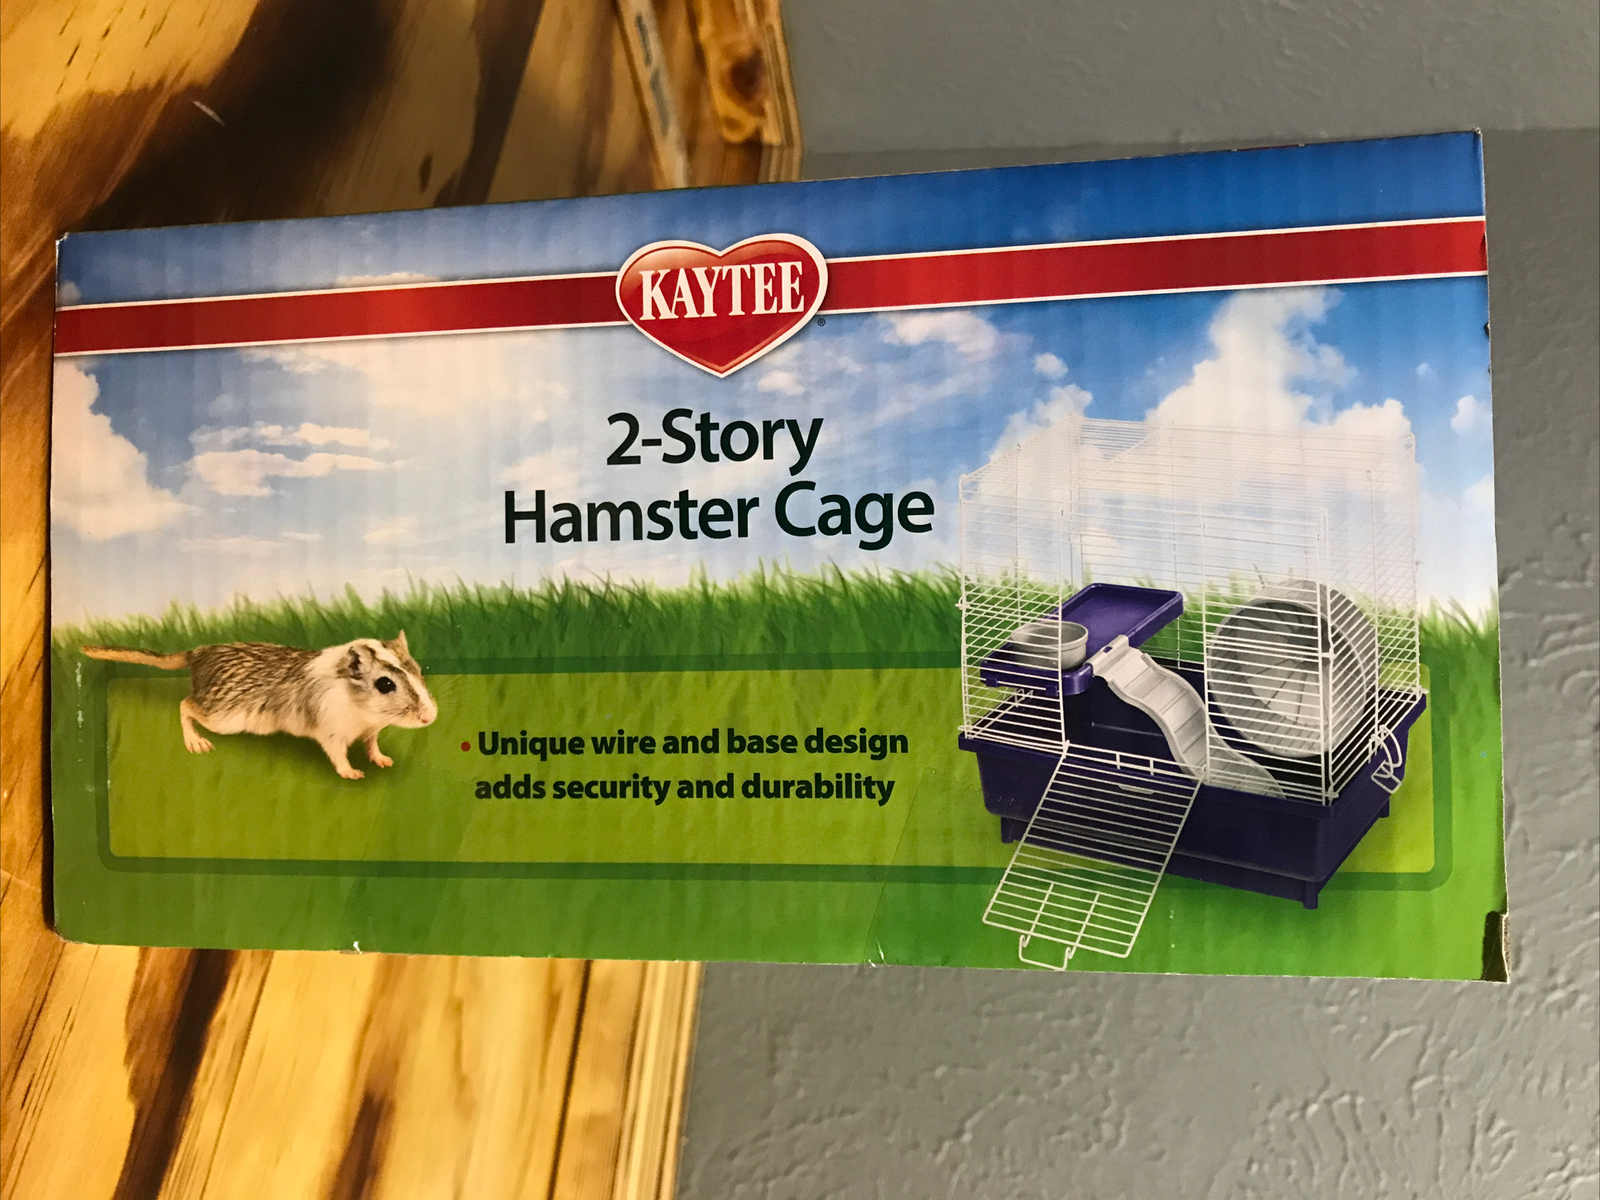 KAYTEE
®
2-Story
Hamster Cage
• Unique wire and base design
adds security and durability